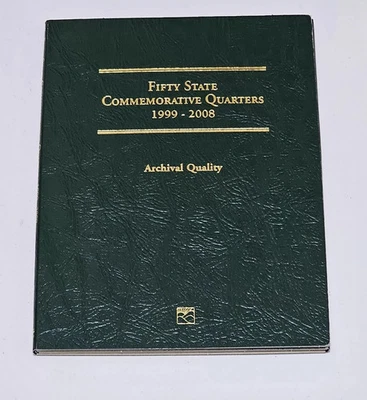 Fifty State
Commemorative Quarters
1999 - 2008
Archival Quality